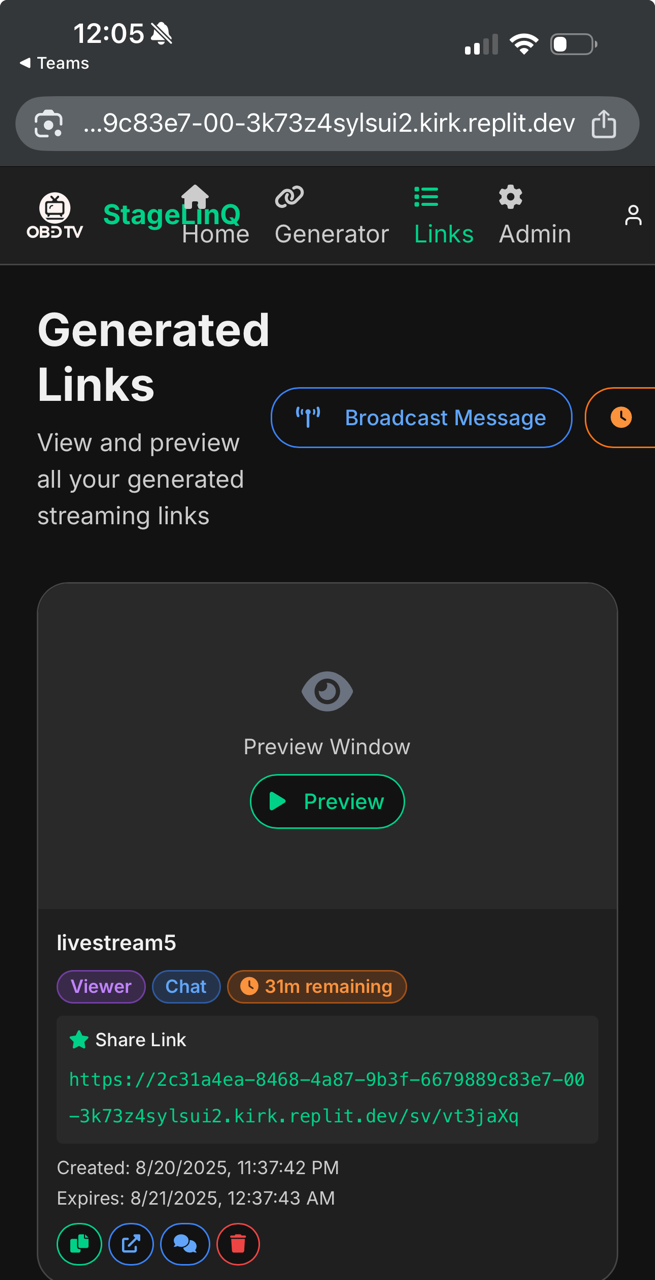 12:05
◀ Teams
...9c83e7-00-3k73z4sylsui2.kirk.replit.dev
OBD TV
StageLinQ
Home
Generator
Links
Admin
Generated
Links
View and preview
all your generated
streaming links
Broadcast Message
Preview Window
Preview
livestream5
Viewer
Chat
31m remaining
Share Link
https://2c31a4ea-8468-4a87-9b3f-6679889c83e7-00
-3k73z4sylsui2.kirk.replit.dev/sv/vt3jaXq
Created: 8/20/2025, 11:37:42 PM
Expires: 8/21/2025, 12:37:43 AM